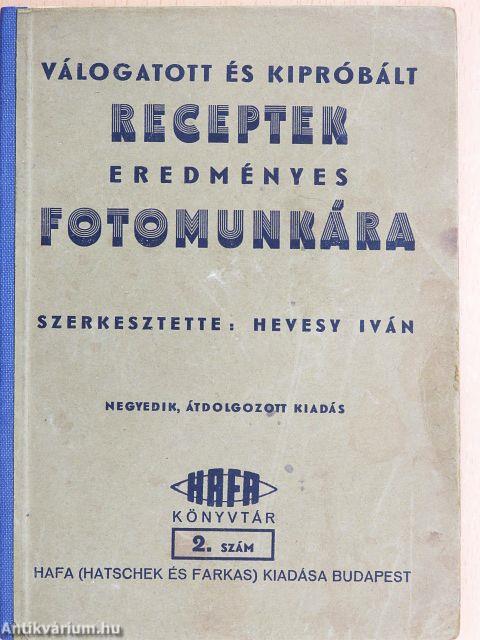 VÁLOGATOTT ÉS KIPRÓBÁLT
RECEPTEK
EREDMÉNYES
FOTOMUNKÁRA
SZERKESZTETTE: HEVESY IVÁN
NEGYEDIK, ÁTDOLGOZOTT KIADÁS
HAFA
KÖNYVTÁR
2. SZÁM
HAFA (HATSCHEK ÉS FARKAS) KIADÁSA BUDAPEST
Antikvárium.hu